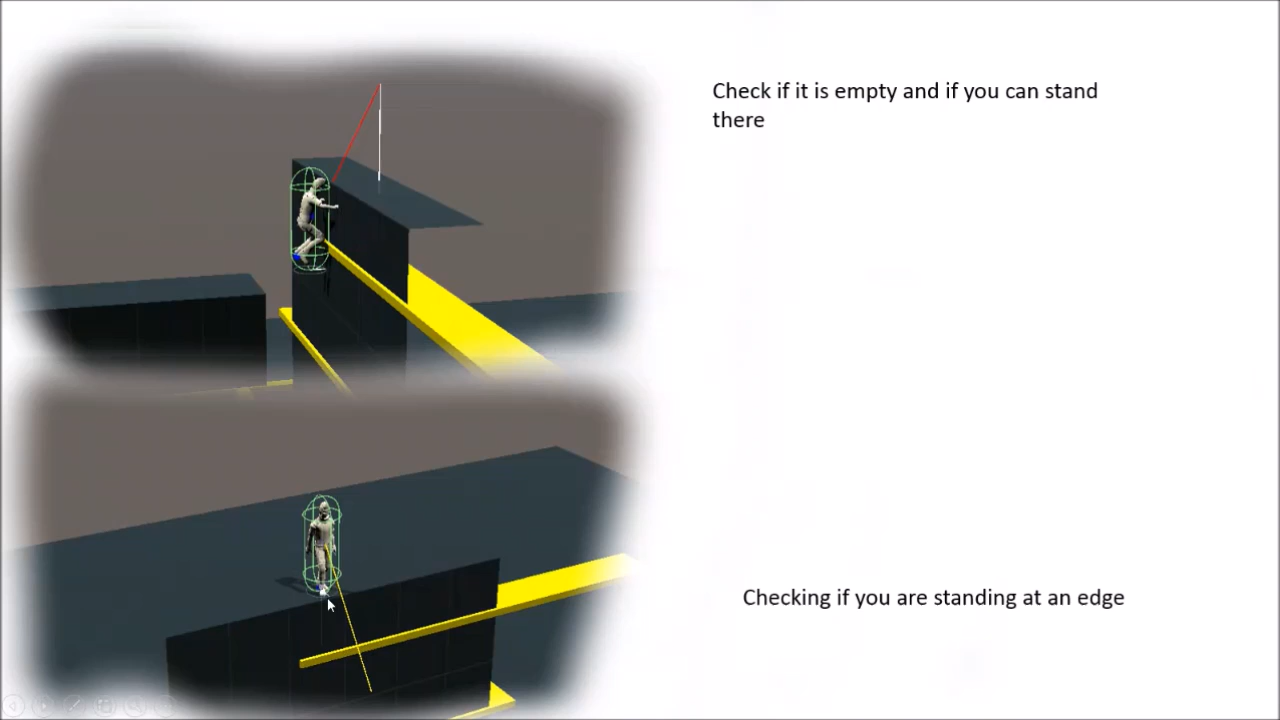 Check if it is empty and if you can stand
there
Checking if you are standing at an edge